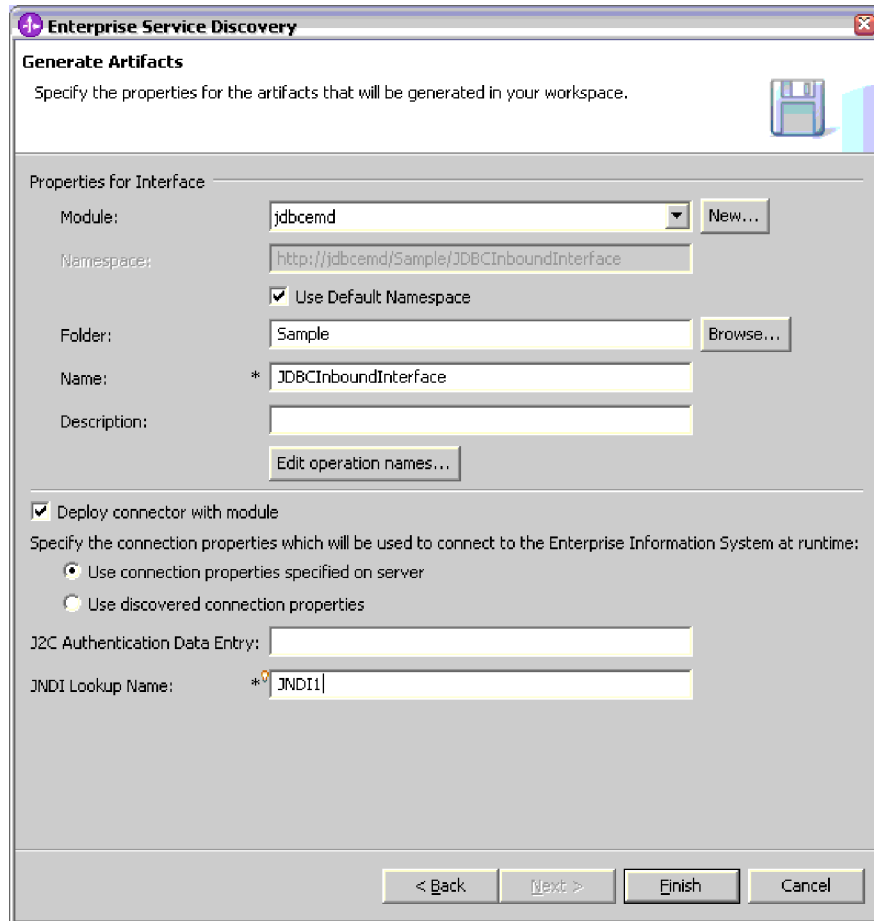 Enterprise Service Discovery
Generate Artifacts
Specify the properties for the artifacts that will be generated in your workspace.
Properties for Interface
Module: jdbcemd New...
Namespace: http://jdbcemd/Sample/JDBCInboundInterface
Use Default Namespace
Folder: Sample Browse...
Name: * JDBCInboundInterface
Description:
Edit operation names...
Deploy connector with module
Specify the connection properties which will be used to connect to the Enterprise Information System at runtime:
Use connection properties specified on server
Use discovered connection properties
J2C Authentication Data Entry:
JNDI Lookup Name: * JNDI1
< Back Next > Finish Cancel